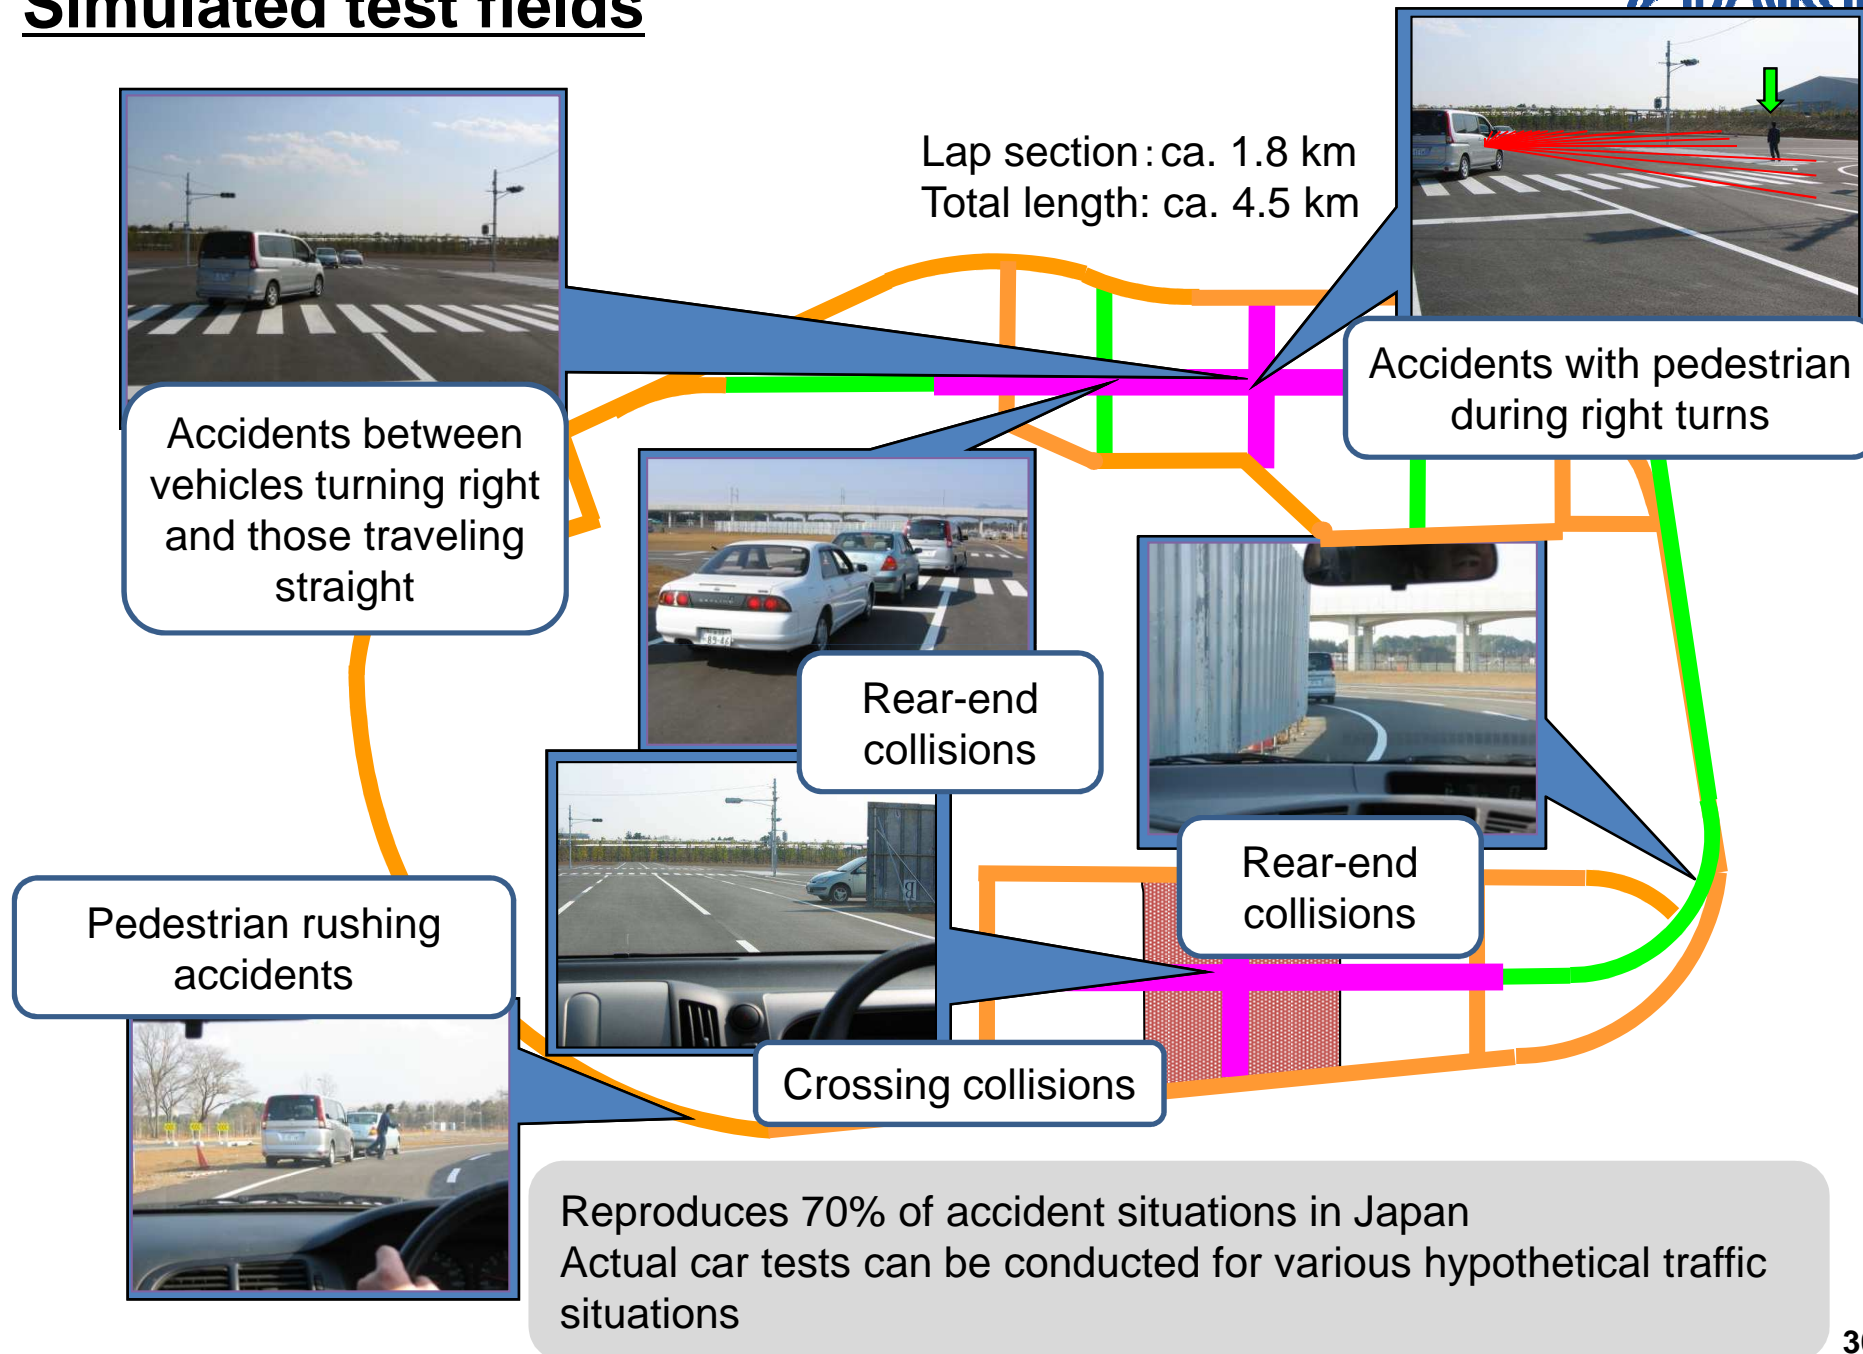 Simulated test fields
Lap section : ca. 1.8 km
Total length: ca. 4.5 km
Accidents with pedestrian
during right turns
Accidents between
vehicles turning right
and those traveling
straight
Rear-end
collisions
Rear-end
collisions
Pedestrian rushing
accidents
Crossing collisions
Reproduces 70% of accident situations in Japan
Actual car tests can be conducted for various hypothetical traffic
situations